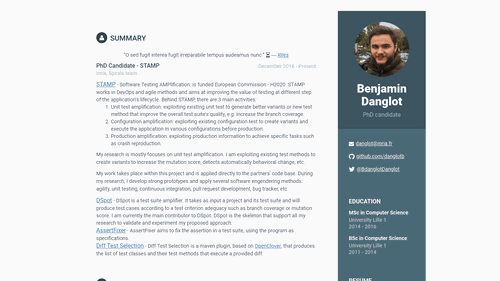 SUMMARY
"O sed fugit interea fugit irreparabile tempus audeamus nunc." ⌛ — Witts
PhD Candidate · STAMP
December 2016 - Present
Inria, Spirals-team
STAMP - Software Testing AMPlification: is funded European Commission - H2020. STAMP
works in DevOps and agile methods and aims at improving the value of testing at different step
of the application's lifecycle. Behind STAMP, there are 3 main activities:
1. Unit test amplification: exploiting existing unit test to generate better variants or new test
method that improve the overall test suite's quality, e.g. increase the branch coverage.
2. Configuration amplification: exploiting existing configuration test to create variants and
execute the application in various configurations before production.
3. Production amplification: exploiting production information to achieve specific tasks such
as crash reproduction.
My research is mostly focuses on unit test amplification: I am exploiting existing test methods to
create variants to increase the mutation score, detects automatically behavioral change, etc.
My work takes place within this project and is applied directly to the partners' code base. During
my research, I develop strong prototypes and apply several software engendering methods:
agility, unit testing, continuous integration, pull request development, bug tracker, etc
DSpot - DSpot is a test suite amplifier. It takes as input a project and its test suite and will
produce test cases according to a test criterion adequacy such as branch coverage or mutation
score. I am currently the main contributor to DSpot. DSpot is the skeleton that support all my
research to validate and experiment my proposed approach.
AssertFixer - AssertFixer aims to fix the assertion in a test suite, using the program as
specifications.
Diff Test Selection - Diff Test Selection is a maven plugin, based on OpenClover, that produces
the list of test classes and their test methods that execute a provided diff.
Benjamin
Danglot
PhD candidate
danglot@inria.fr
github.com/danglotb
@BdanglotDanglot
EDUCATION
MSc in Computer Science
University Lille 1
2014 - 2016
BSc in Computer Science
University Lille 1
2011 - 2014
RESUME